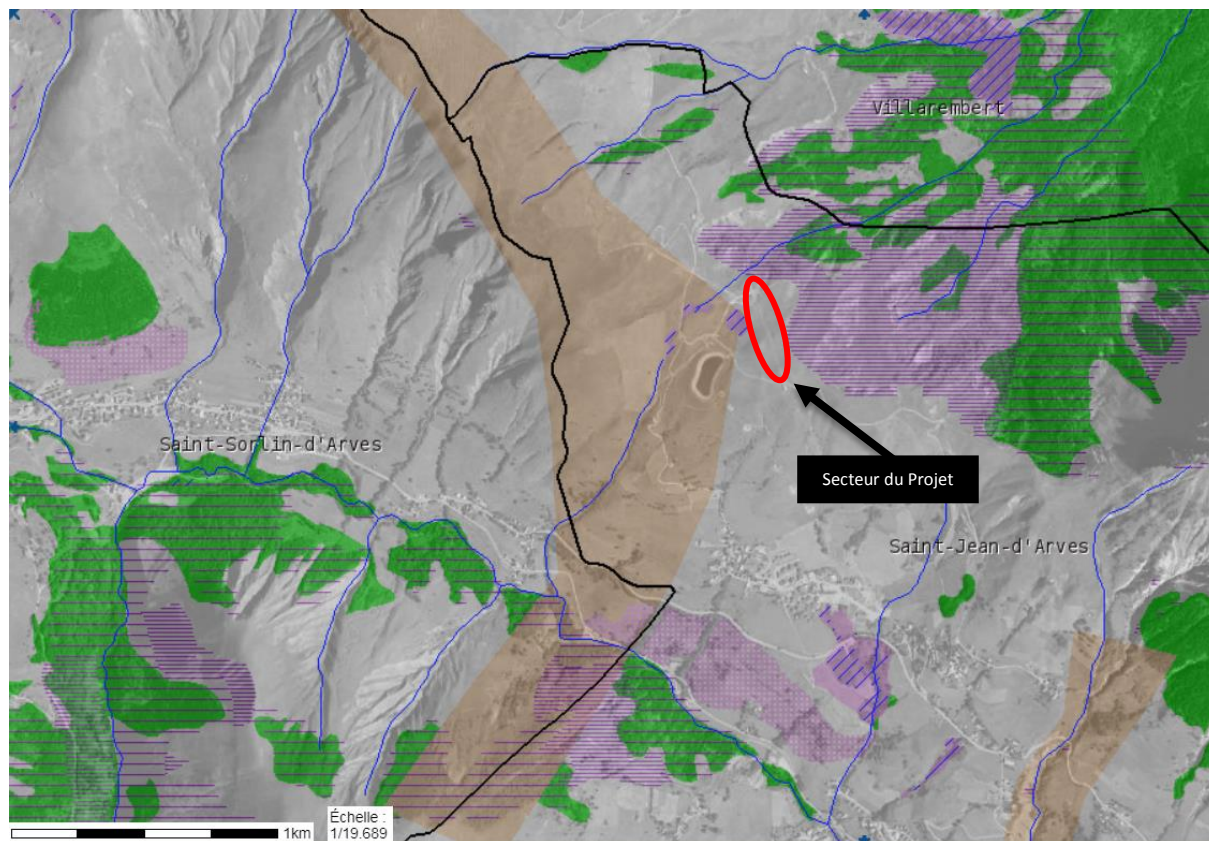 Villarembert
Saint-Sorlin-d'Arves
Secteur du Projet
Saint-Jean-d'Arves
Échelle :
1/19.689
1km